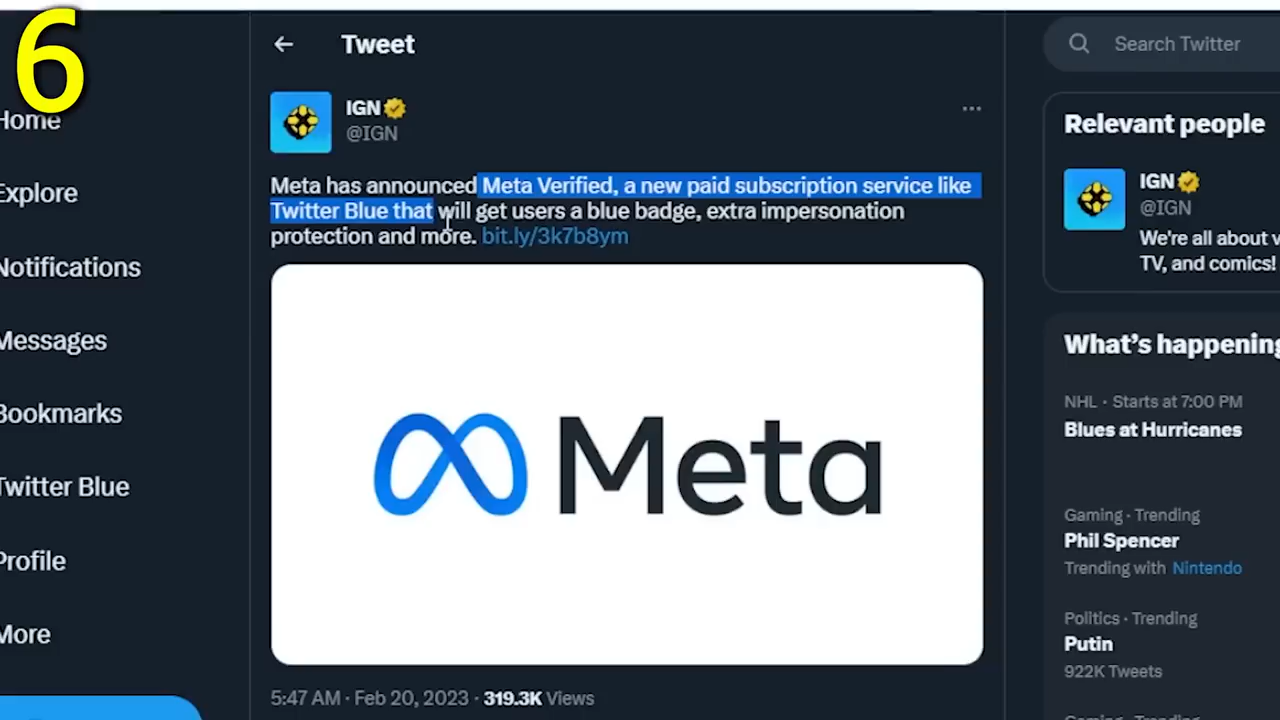 6
Home
Explore
Notifications
Messages
Bookmarks
Twitter Blue
Profile
More
Tweet
IGN
@IGN
Meta has announced Meta Verified, a new paid subscription service like
Twitter Blue that will get users a blue badge, extra impersonation
protection and more. bit.ly/3k7b8ym
Meta
5:47 AM · Feb 20, 2023 · 319.3K Views
Search Twitter
Relevant people
IGN
@IGN
We're all about v
TV, and comics!
What's happening
NHL · Starts at 7:00 PM
Blues at Hurricanes
Gaming · Trending
Phil Spencer
Trending with Nintendo
Politics · Trending
Putin
922K Tweets